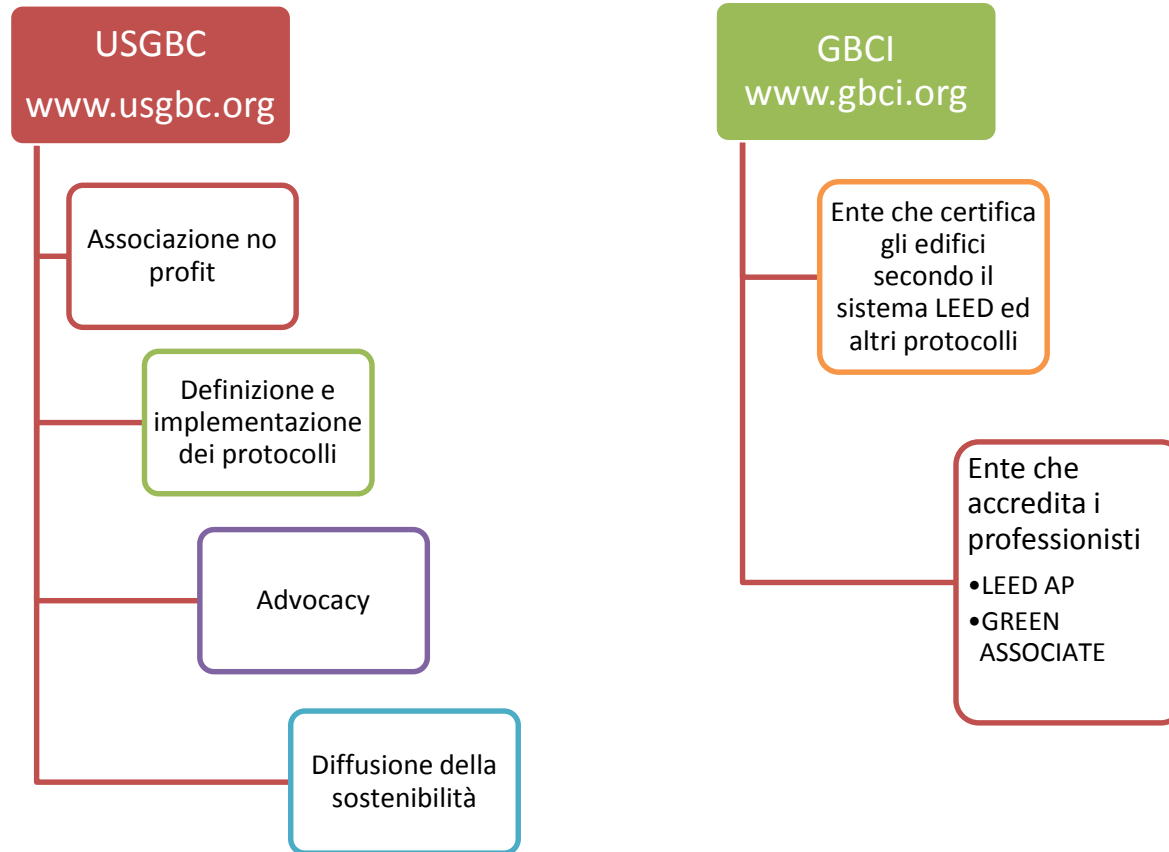 USGBC
www.usgbc.org
Associazione no
profit
Definizione e
implementazione
dei protocolli
Advocacy
Diffusione della
sostenibilità
GBCI
www.gbci.org
Ente che certifica
gli edifici
secondo il
sistema LEED ed
altri protocolli
Ente che
accredita i
professionisti
•LEED AP
•GREEN
ASSOCIATE